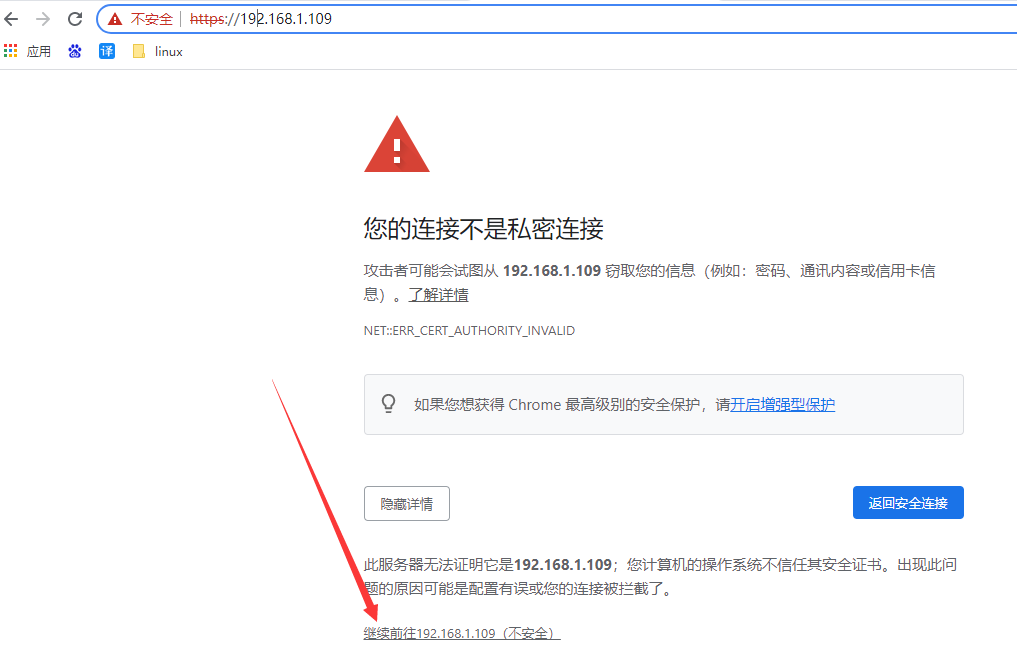 不安全 | https://192.168.1.109
应用 译 linux
您的连接不是私密连接
攻击者可能会试图从 192.168.1.109 窃取您的信息（例如：密码、通讯内容或信用卡信
息）。了解详情
NET::ERR_CERT_AUTHORITY_INVALID
如果您想获得 Chrome 最高级别的安全保护，请开启增强型保护
隐藏详情
返回安全连接
此服务器无法证明它是192.168.1.109；您计算机的操作系统不信任其安全证书。出现此问
题的原因可能是配置有误或您的连接被拦截了。
继续前往192.168.1.109（不安全）